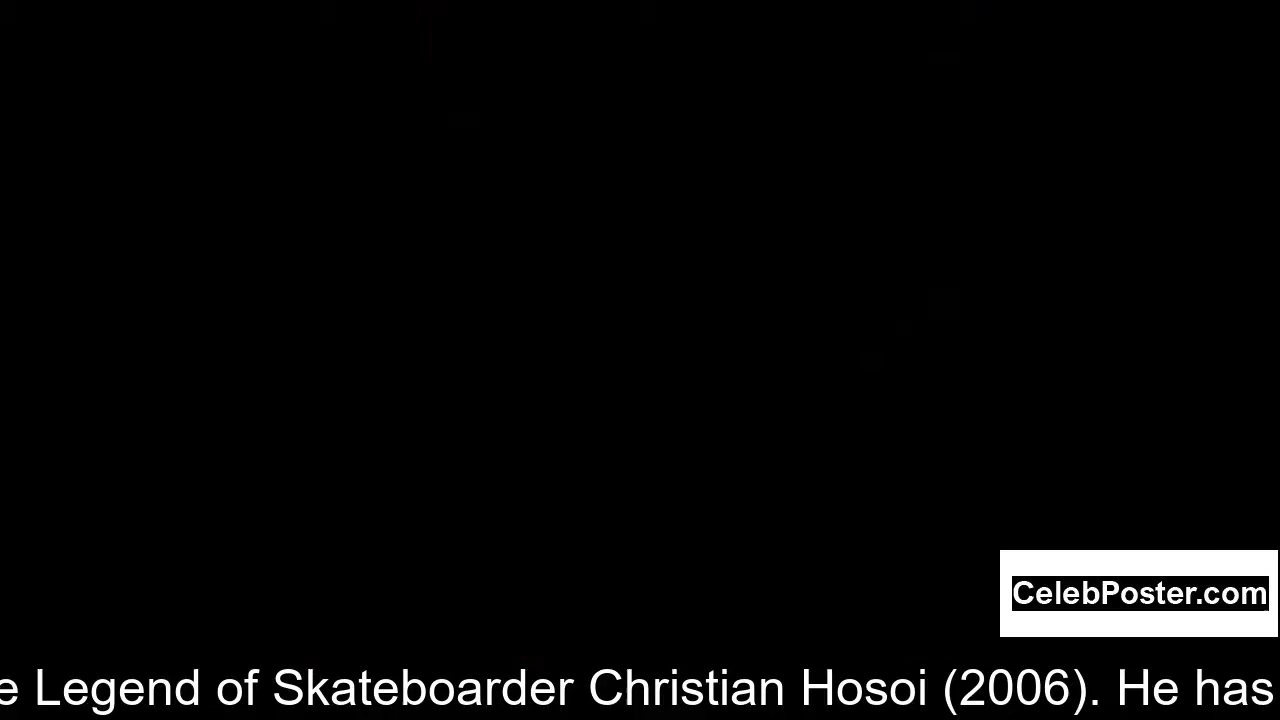 CelebPoster.com
e Legend of Skateboarder Christian Hosoi (2006). He has